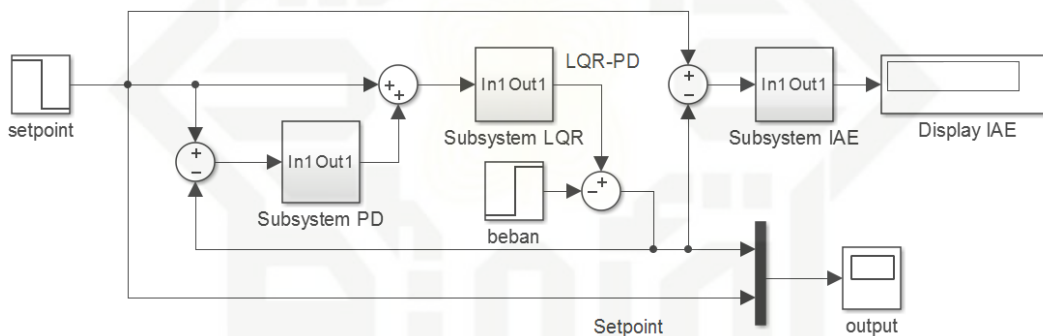 setpoint
In1 Out1
Subsystem PD
In1 Out1
Subsystem LQR
LQR-PD
beban
In1 Out1
Subsystem IAE
Display IAE
Setpoint
output